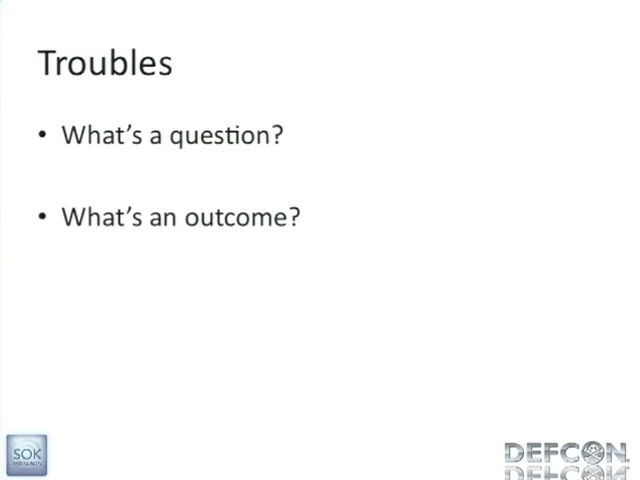 Troubles
• What's a question?
• What's an outcome?
SOK
DEFCON